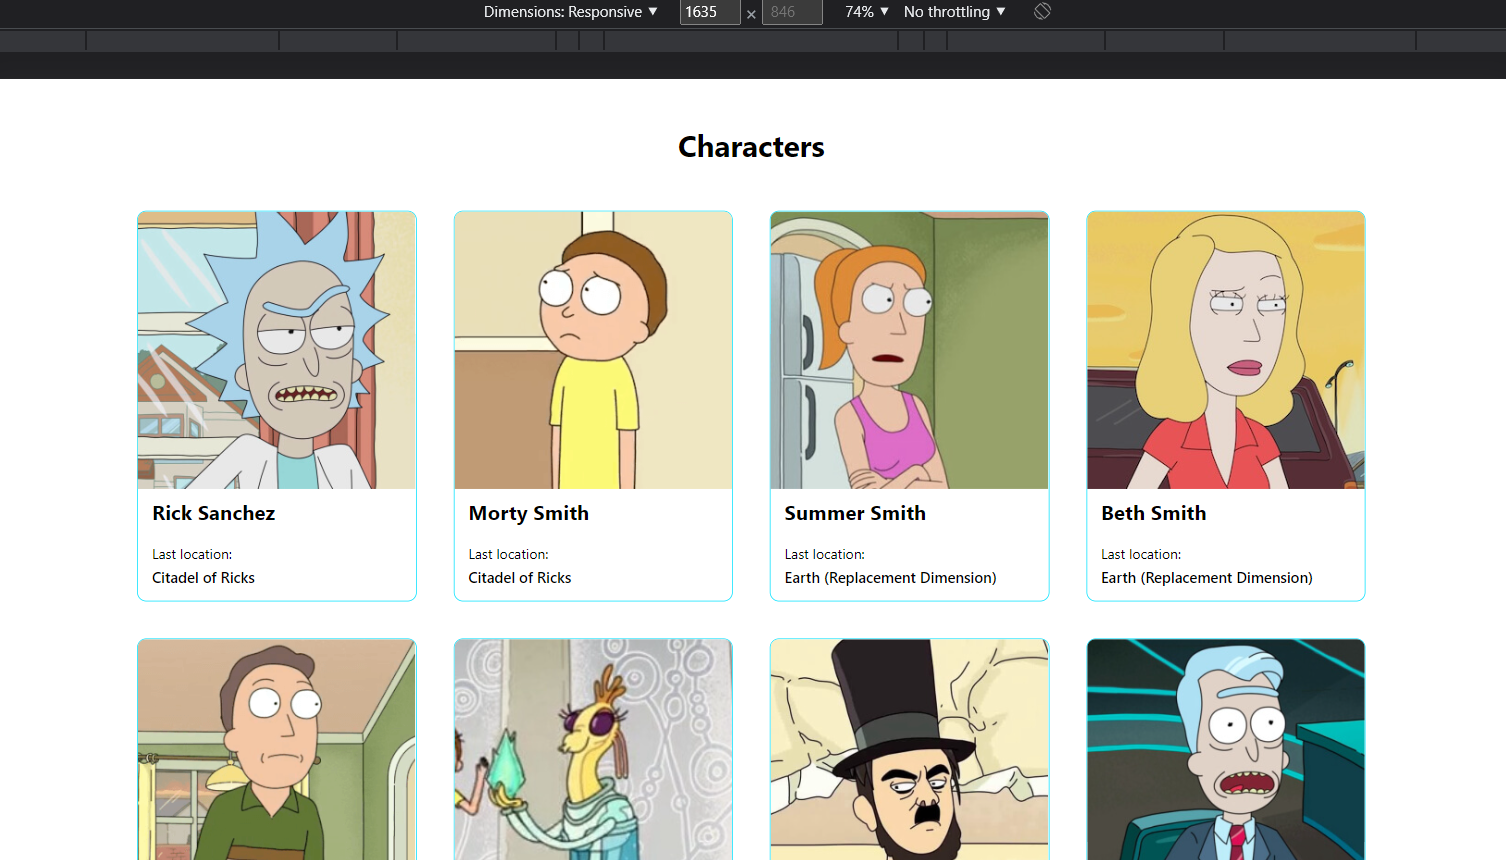 Dimensions: Responsive ▼ 1635 × 846 74% ▼ No throttling ▼
Characters
Rick Sanchez
Last location:
Citadel of Ricks
Morty Smith
Last location:
Citadel of Ricks
Summer Smith
Last location:
Earth (Replacement Dimension)
Beth Smith
Last location:
Earth (Replacement Dimension)